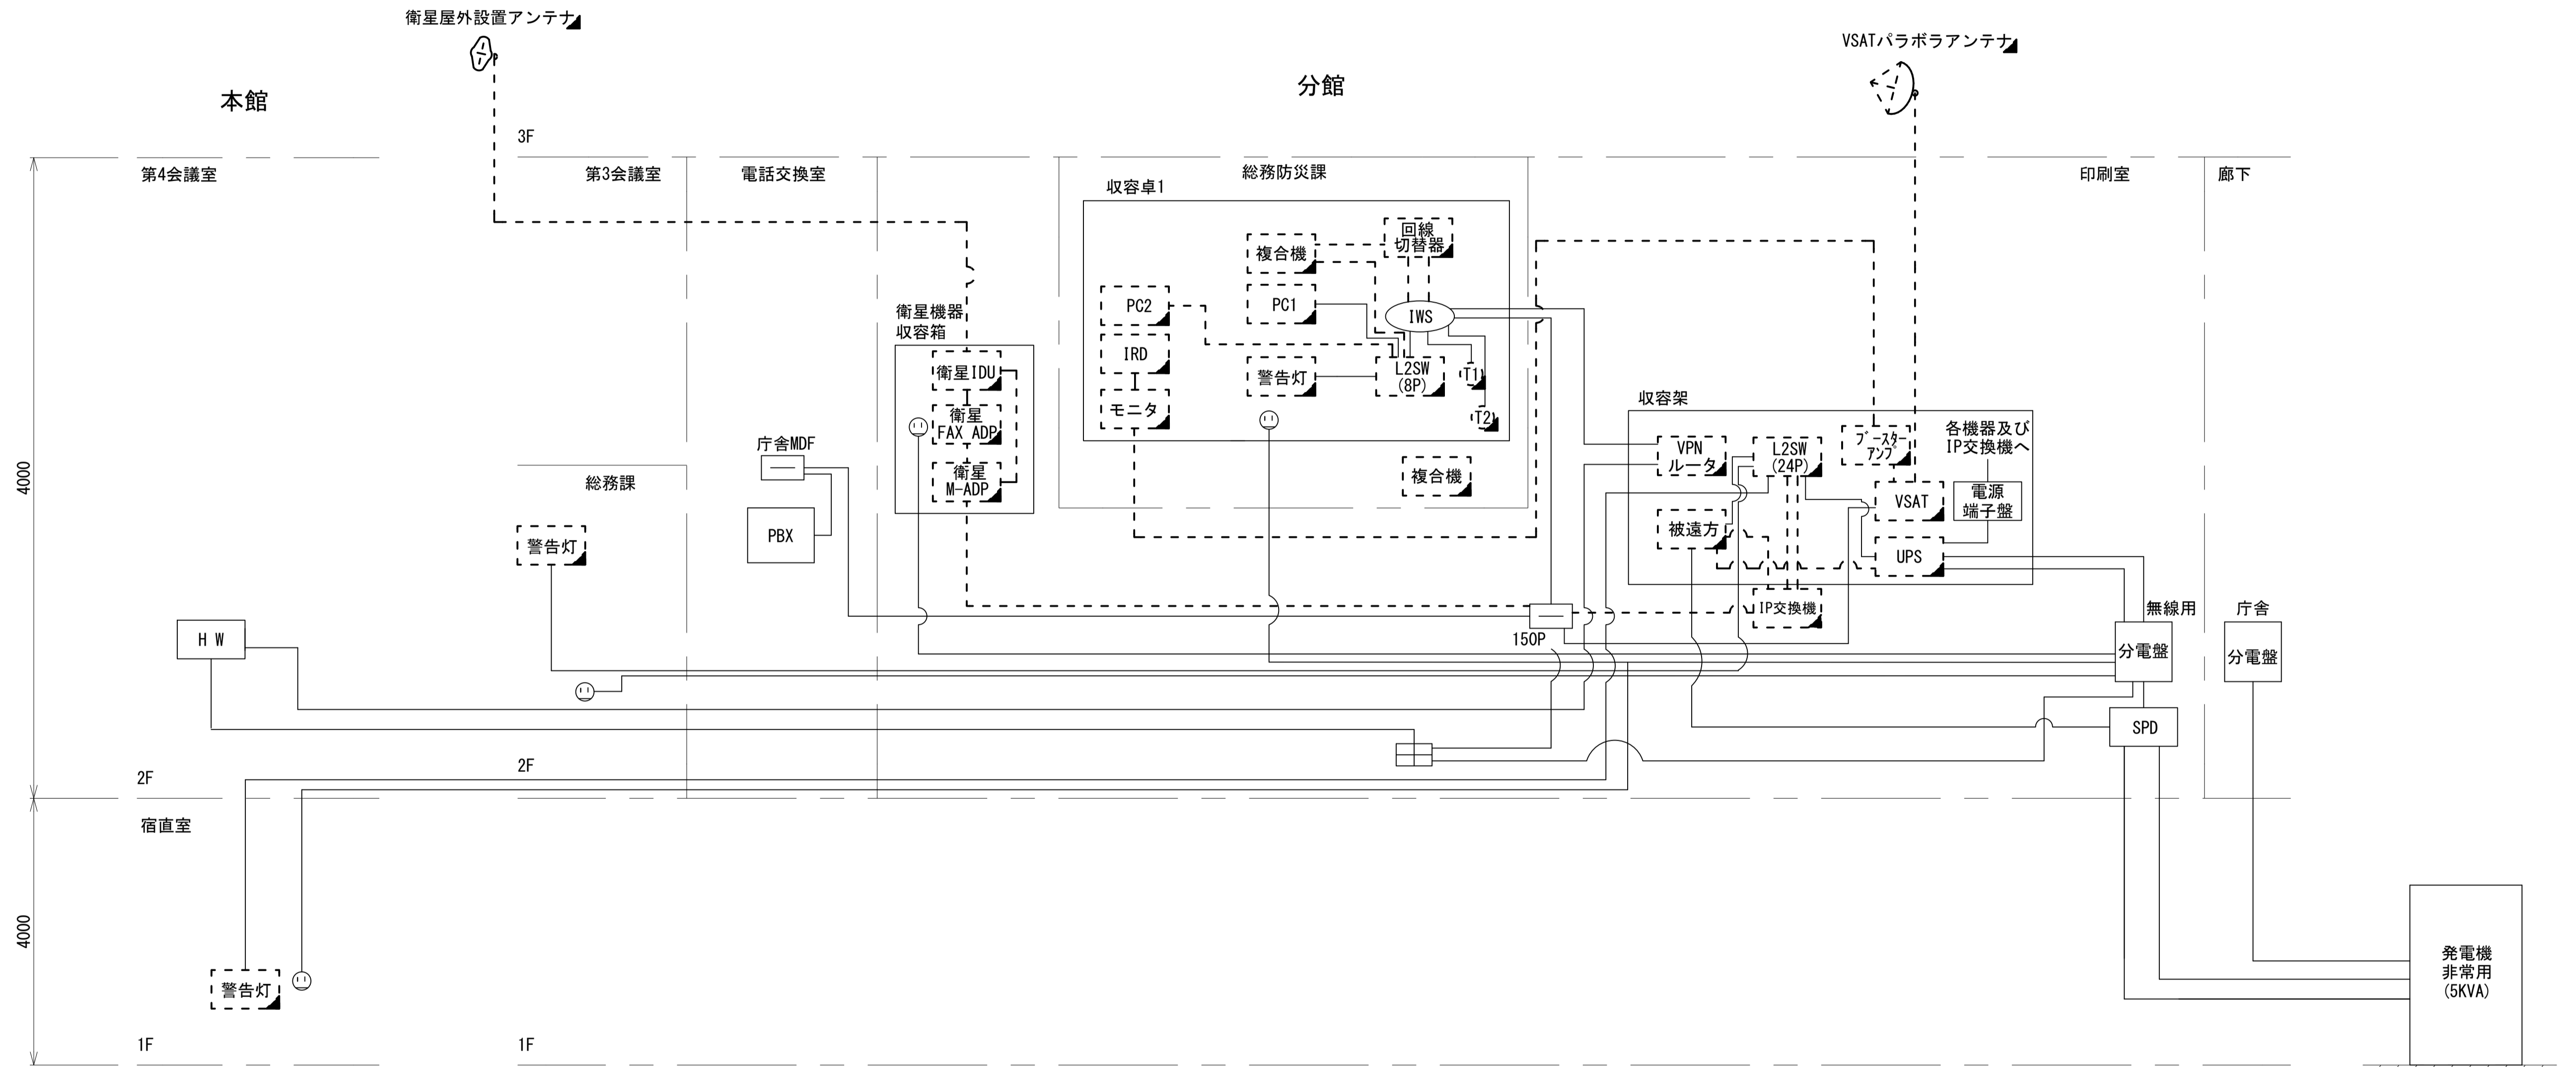 衛星屋外設置アンテナ
VSATパラボラアンテナ
本館
分館
3F
第4会議室
第3会議室
電話交換室
総務防災課
印刷室
廊下
収容卓1
回線
切替器
複合機
PC2
PC1
IWS
IRD
警告灯
L2SW
(8P)
T1
モニタ
T2
衛星機器
収容箱
衛星IDU
衛星
FAX ADP
衛星
M-ADP
庁舎MDF
PBX
総務課
警告灯
複合機
収容架
VPN
ルータ
L2SW
(24P)
ﾌﾞｰスター
アンプ
各機器及び
IP交換機へ
VSAT
電源
端子盤
被遠方
UPS
IP交換機
150P
無線用
分電盤
庁舎
分電盤
SPD
H W
4000
2F
2F
宿直室
警告灯
4000
1F
1F
発電機
非常用
(5KVA)